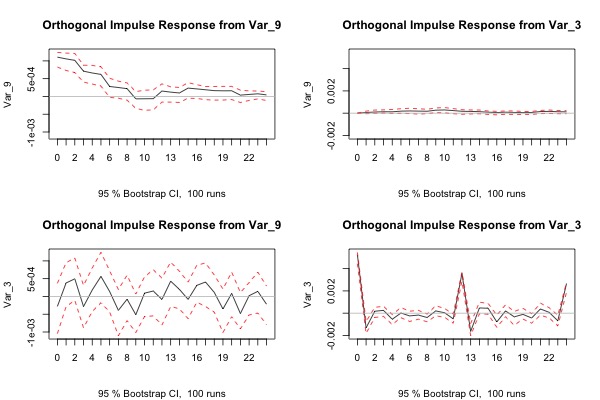 Orthogonal Impulse Response from Var_9
Var_9
5e-04
-1e-03
0 2 4 6 8 10 13 16 19 22
95 % Bootstrap CI, 100 runs
Orthogonal Impulse Response from Var_3
Var_9
0.002
-0.002
0 2 4 6 8 10 13 16 19 22
95 % Bootstrap CI, 100 runs
Orthogonal Impulse Response from Var_9
Var_3
5e-04
-1e-03
0 2 4 6 8 10 13 16 19 22
95 % Bootstrap CI, 100 runs
Orthogonal Impulse Response from Var_3
Var_3
0.002
-0.002
0 2 4 6 8 10 13 16 19 22
95 % Bootstrap CI, 100 runs